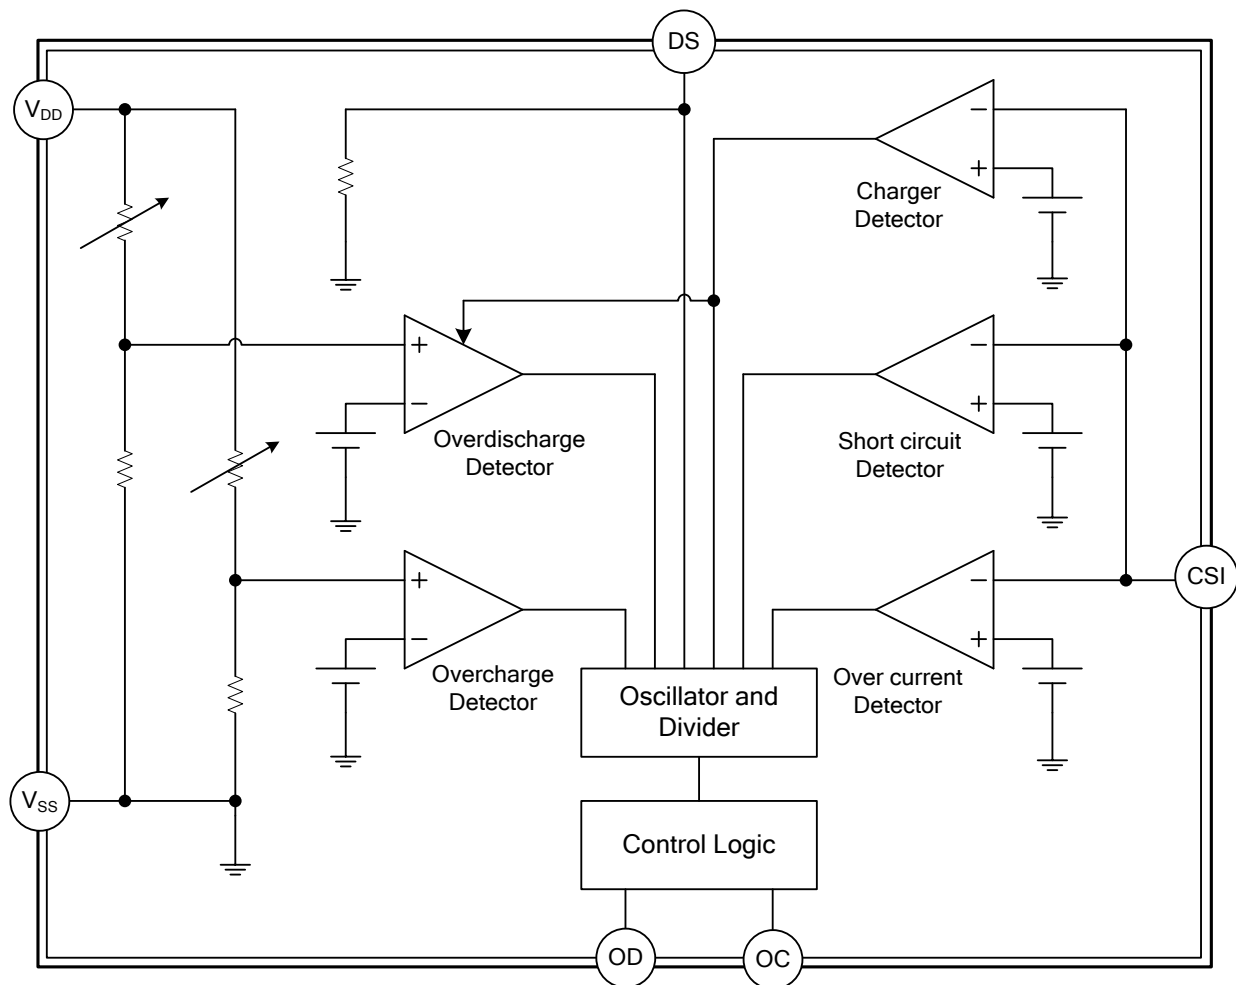 DS
VDD
−
+
Charger
Detector
+
−
Overdischarge
Detector
−
+
Short circuit
Detector
+
−
Overcharge
Detector
−
+
Over current
Detector
CSI
Oscillator and
Divider
VSS
Control Logic
OD
OC